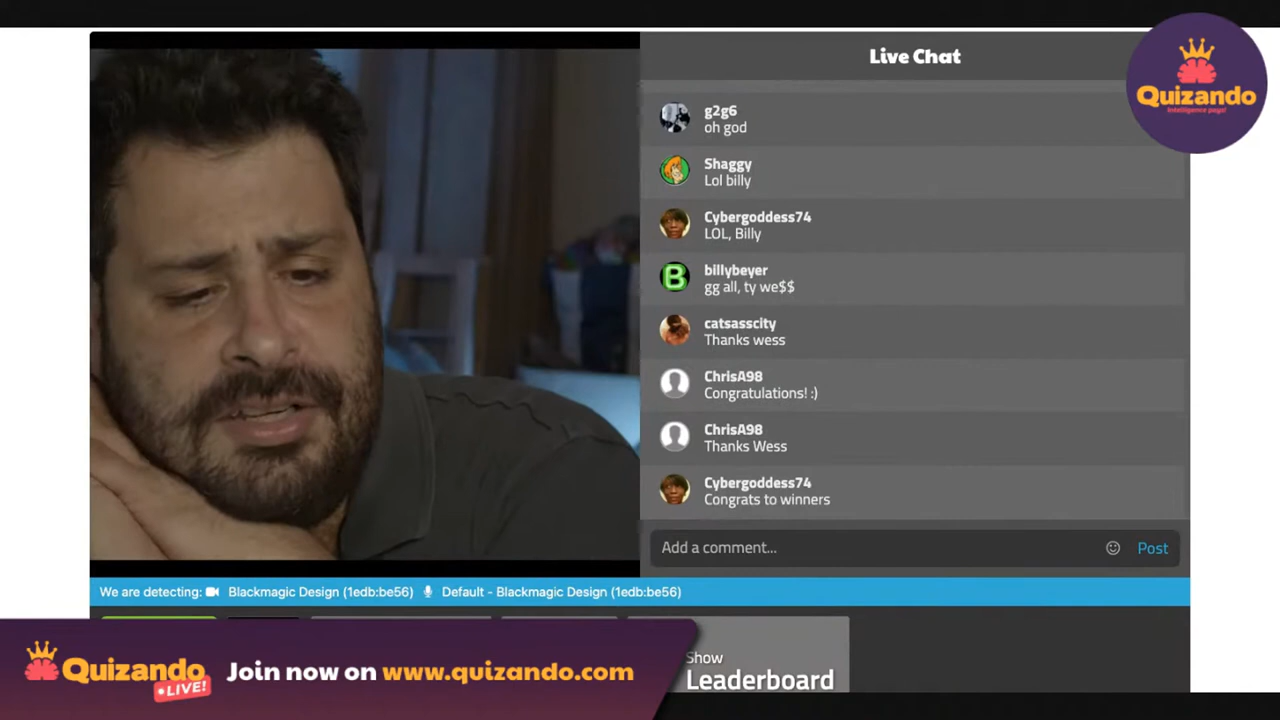 Live Chat
Quizando
Intelligence pays!
g2g6
oh god
Shaggy
Lol billy
Cybergoddess74
LOL, Billy
B
billybeyer
gg all, ty we$$
catsasscity
Thanks wess
ChrisA98
Congratulations! :)
ChrisA98
Thanks Wess
Cybergoddess74
Congrats to winners
Add a comment... Post
We are detecting: Blackmagic Design (1edb:be56) Default - Blackmagic Design (1edb:be56)
Show
Leaderboard
Quizando
LIVE!
Join now on www.quizando.com